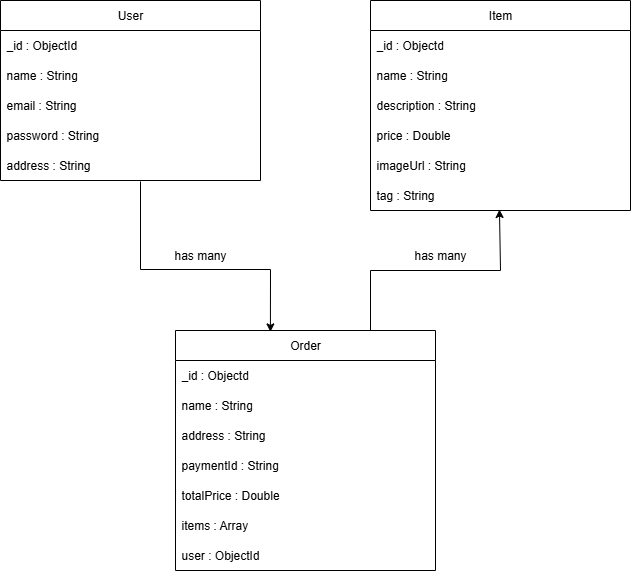 User
_id : ObjectId
name : String
email : String
password : String
address : String
Item
_id : Objectd
name : String
description : String
price : Double
imageUrl : String
tag : String
has many
has many
Order
_id : Objectd
name : String
address : String
paymentId : String
totalPrice : Double
items : Array
user : ObjectId